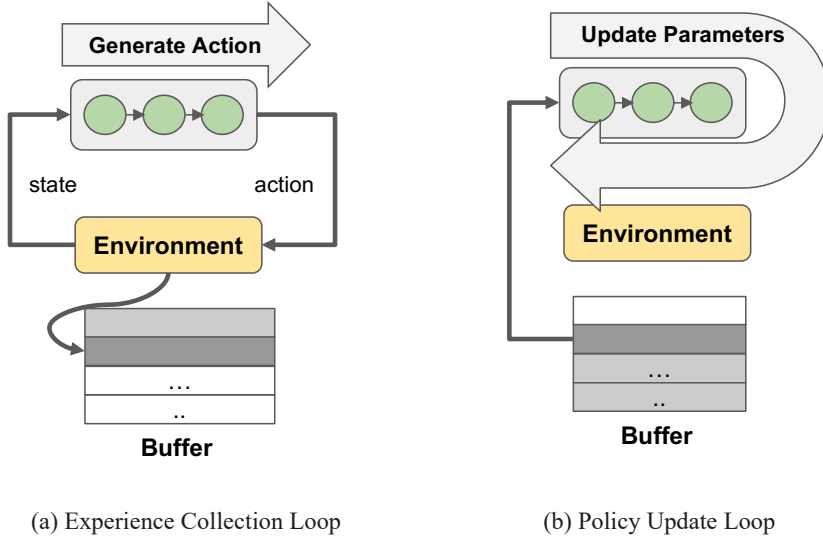 Generate Action
state
action
Environment
...
..
Buffer
(a) Experience Collection Loop
Update Parameters
Environment
...
..
Buffer
(b) Policy Update Loop